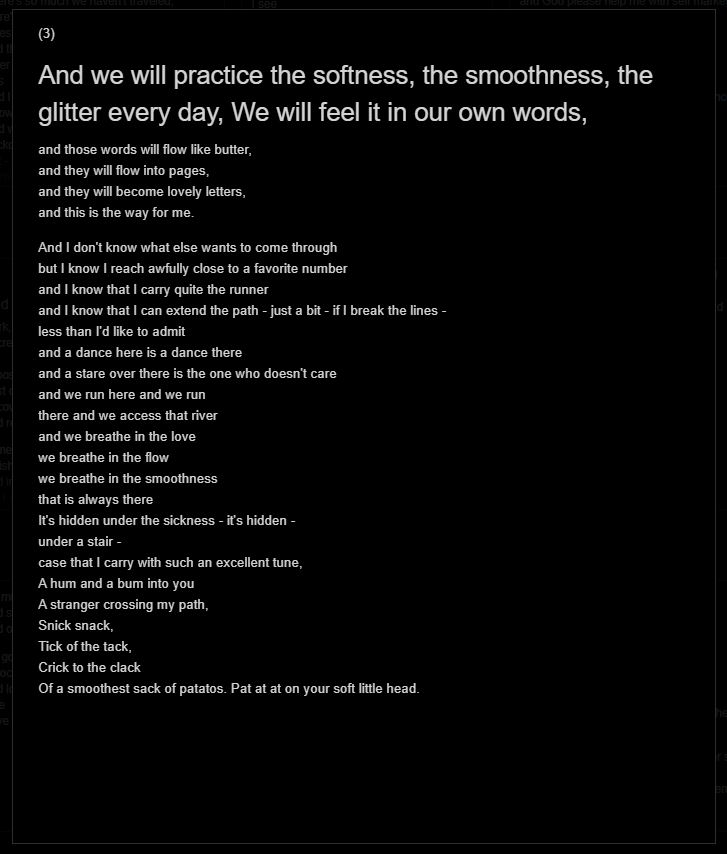 (3)
And we will practice the softness, the smoothness, the
glitter every day, We will feel it in our own words,
and those words will flow like butter,
and they will flow into pages,
and they will become lovely letters,
and this is the way for me.
And I don't know what else wants to come through
but I know I reach awfully close to a favorite number
and I know that I carry quite the runner
and I know that I can extend the path - just a bit - if I break the lines -
less than I'd like to admit
and a dance here is a dance there
and a stare over there is the one who doesn't care
and we run here and we run
there and we access that river
and we breathe in the love
we breathe in the flow
we breathe in the smoothness
that is always there
It's hidden under the sickness - it's hidden -
under a stair -
case that I carry with such an excellent tune,
A hum and a bum into you
A stranger crossing my path,
Snick snack,
Tick of the tack,
Crick to the clack
Of a smoothest sack of patatos. Pat at at on your soft little head.